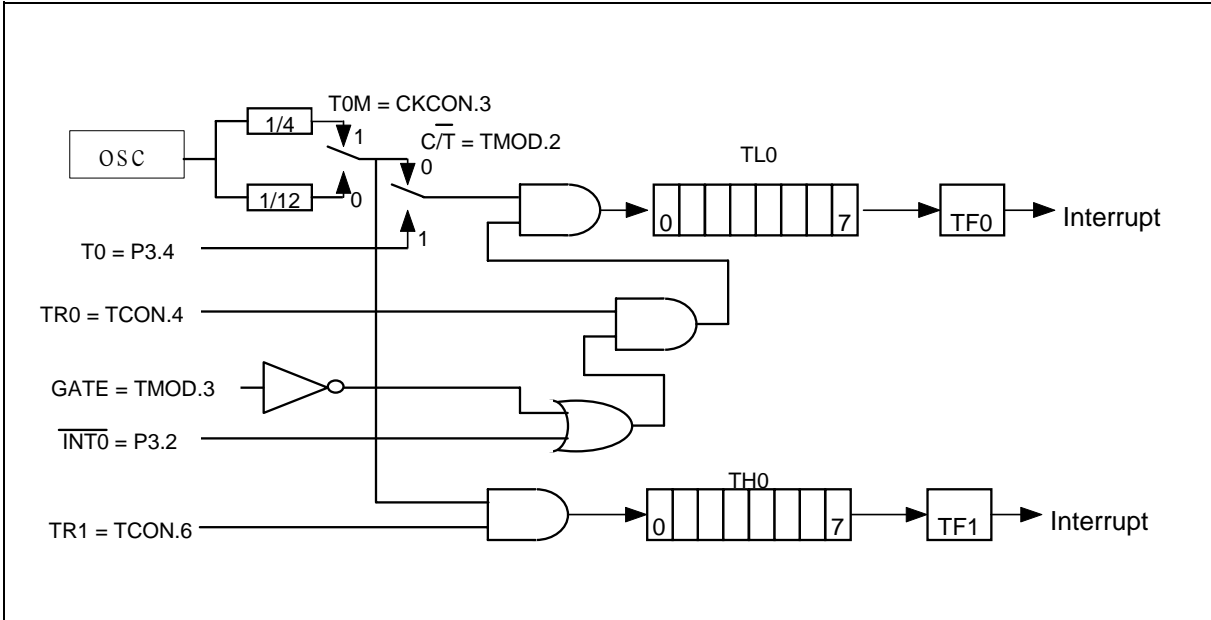 T0M = CKCON.3
1/4
1
C/T̅ = TMOD.2
OSC
0
TL0
1/12
0
0
7
TF0
Interrupt
T0 = P3.4
1
TR0 = TCON.4
GATE = TMOD.3
I̅N̅T̅0̅ = P3.2
TH0
0
7
TF1
Interrupt
TR1 = TCON.6